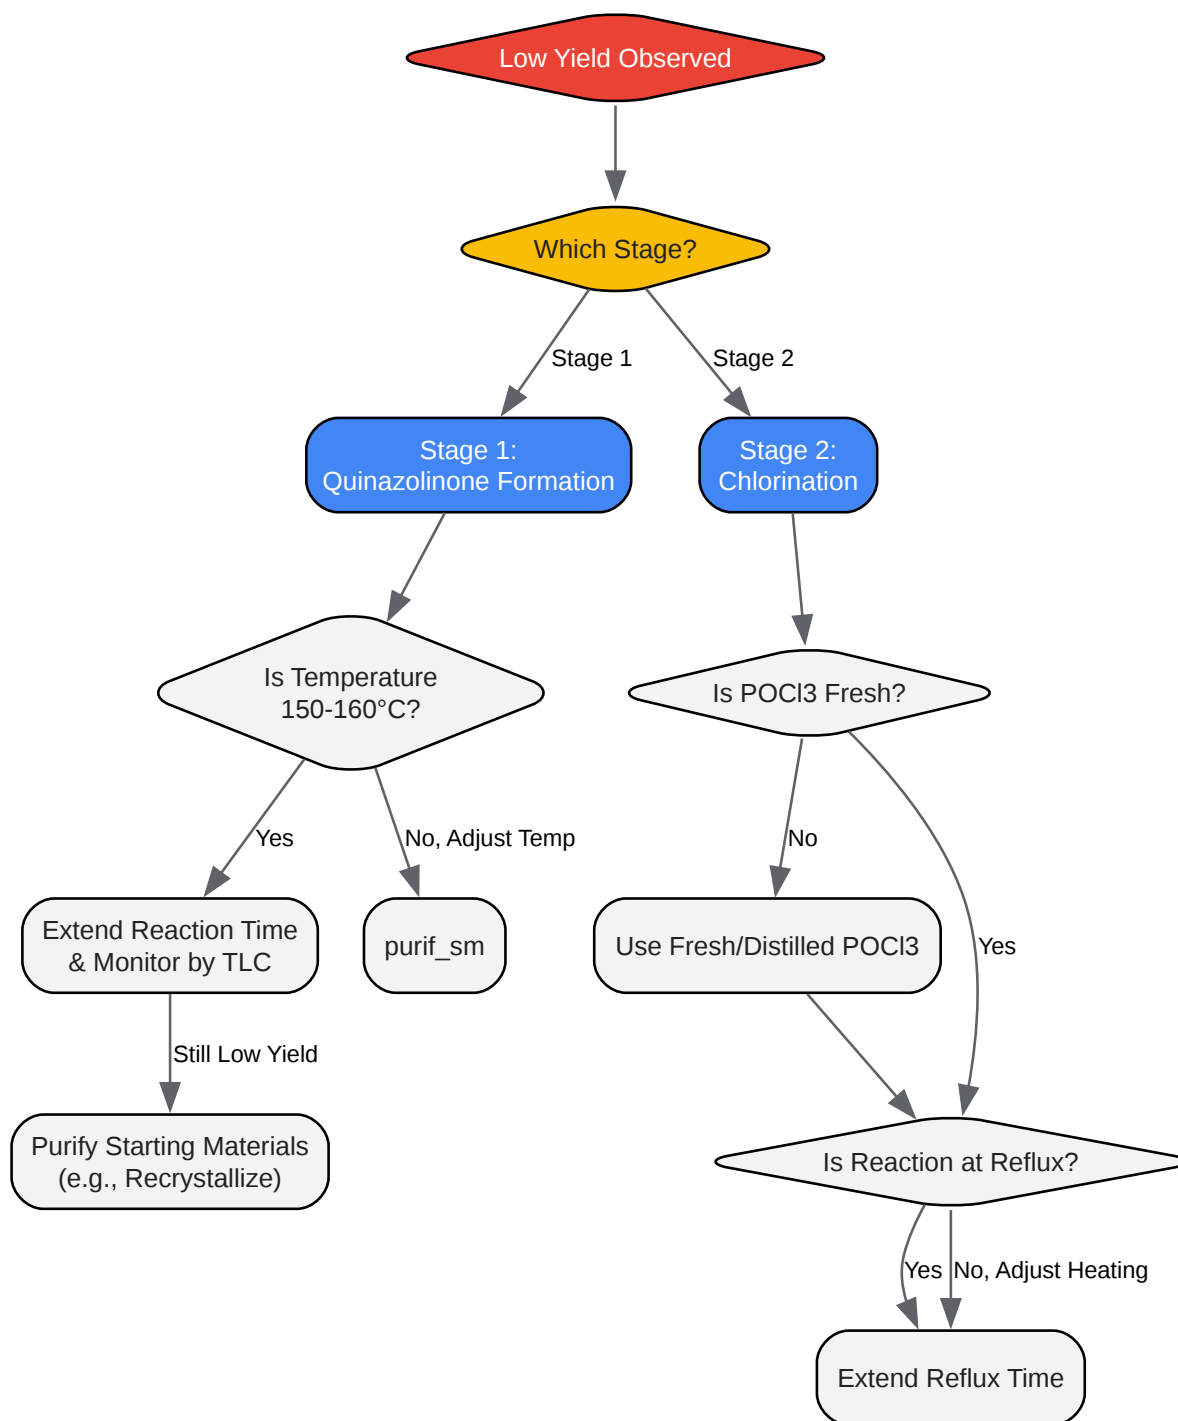 Low Yield Observed
Which Stage?
Stage 1
Stage 2
Stage 1:
Quinazolinone Formation
Stage 2:
Chlorination
Is Temperature
150-160°C?
Is POCl3 Fresh?
Yes
No, Adjust Temp
No
Extend Reaction Time
& Monitor by TLC
purif_sm
Use Fresh/Distilled POCl3
Yes
Still Low Yield
Purify Starting Materials
(e.g., Recrystallize)
Is Reaction at Reflux?
Yes
No, Adjust Heating
Extend Reflux Time